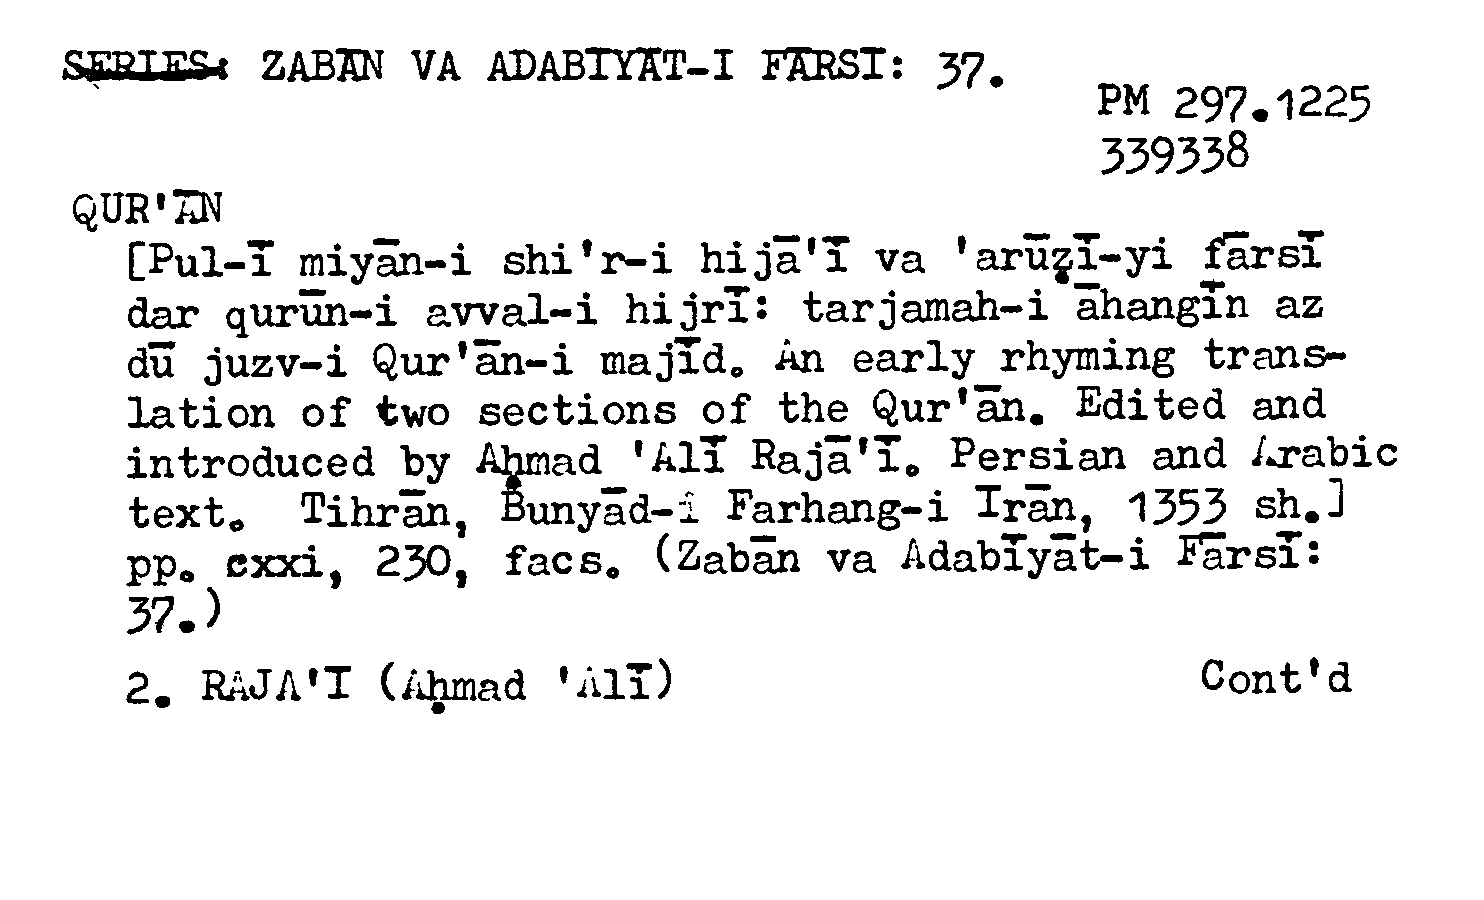 SERIES: ZABĀN VA ADABĪYĀT-I FĀRSĪ: 37.
PM 297.1225
339338
QUR'ĀN
[Pul-ī miyān-i shi'r-i hijā'ī va 'arūẓī-yi fārsī
dar qurūn-i avval-i hijrī: tarjamah-i āhangīn az
dū juzv-i Qur'ān-i majīd. An early rhyming trans-
lation of two sections of the Qur'ān. Edited and
introduced by Aḥmad 'Alī Rajā'ī. Persian and Arabic
text. Tihrān, Bunyād-i Farhang-i Īrān, 1353 sh.]
pp. cxxi, 230, facs. (Zabān va Adabīyāt-i Fārsī:
37.)
2. RAJA'I (Aḥmad 'Alī) Cont'd